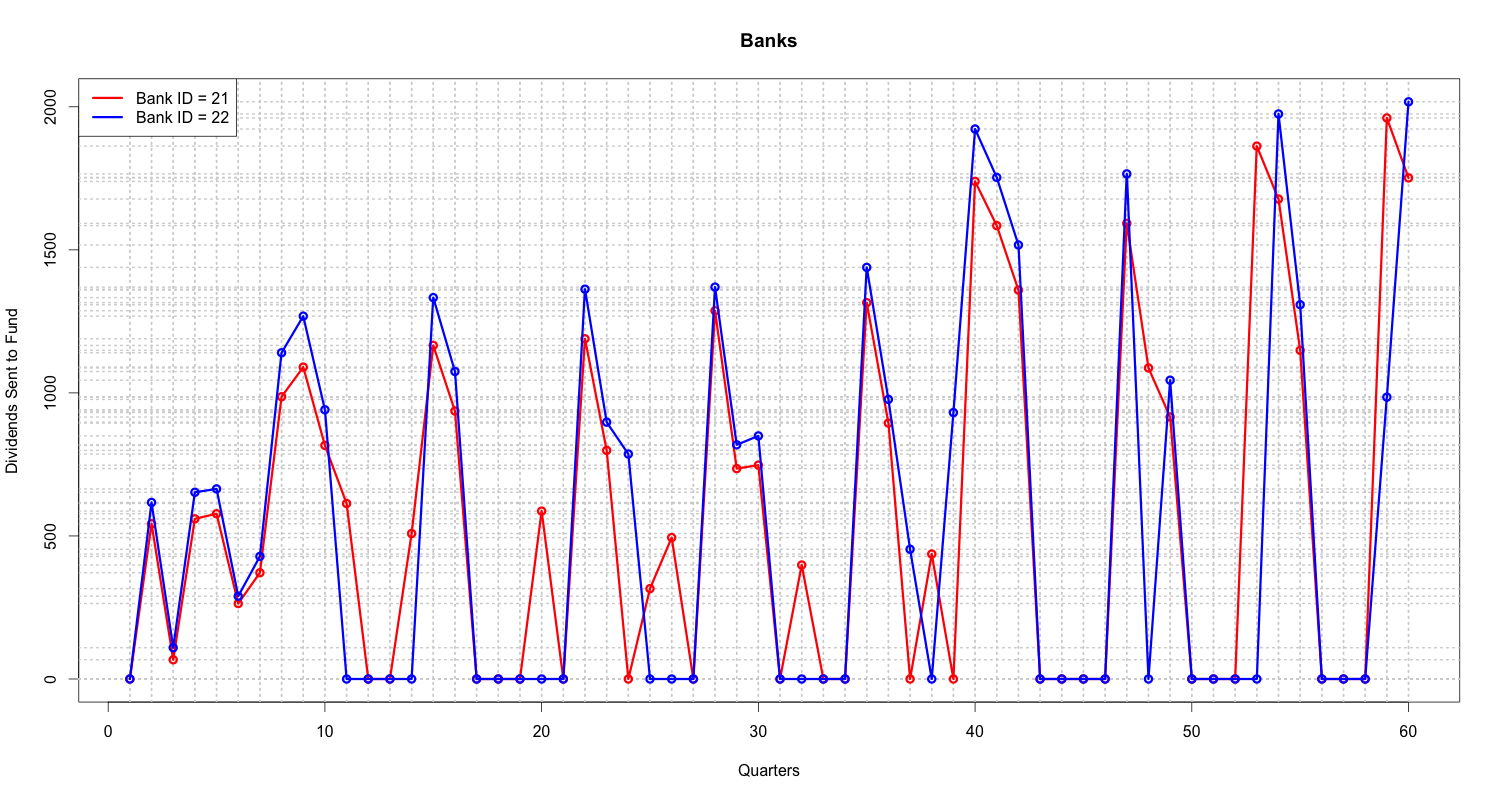 Banks
Bank ID = 21
Bank ID = 22
Dividends Sent to Fund
2000
1500
1000
500
0
0 10 20 30 40 50 60
Quarters